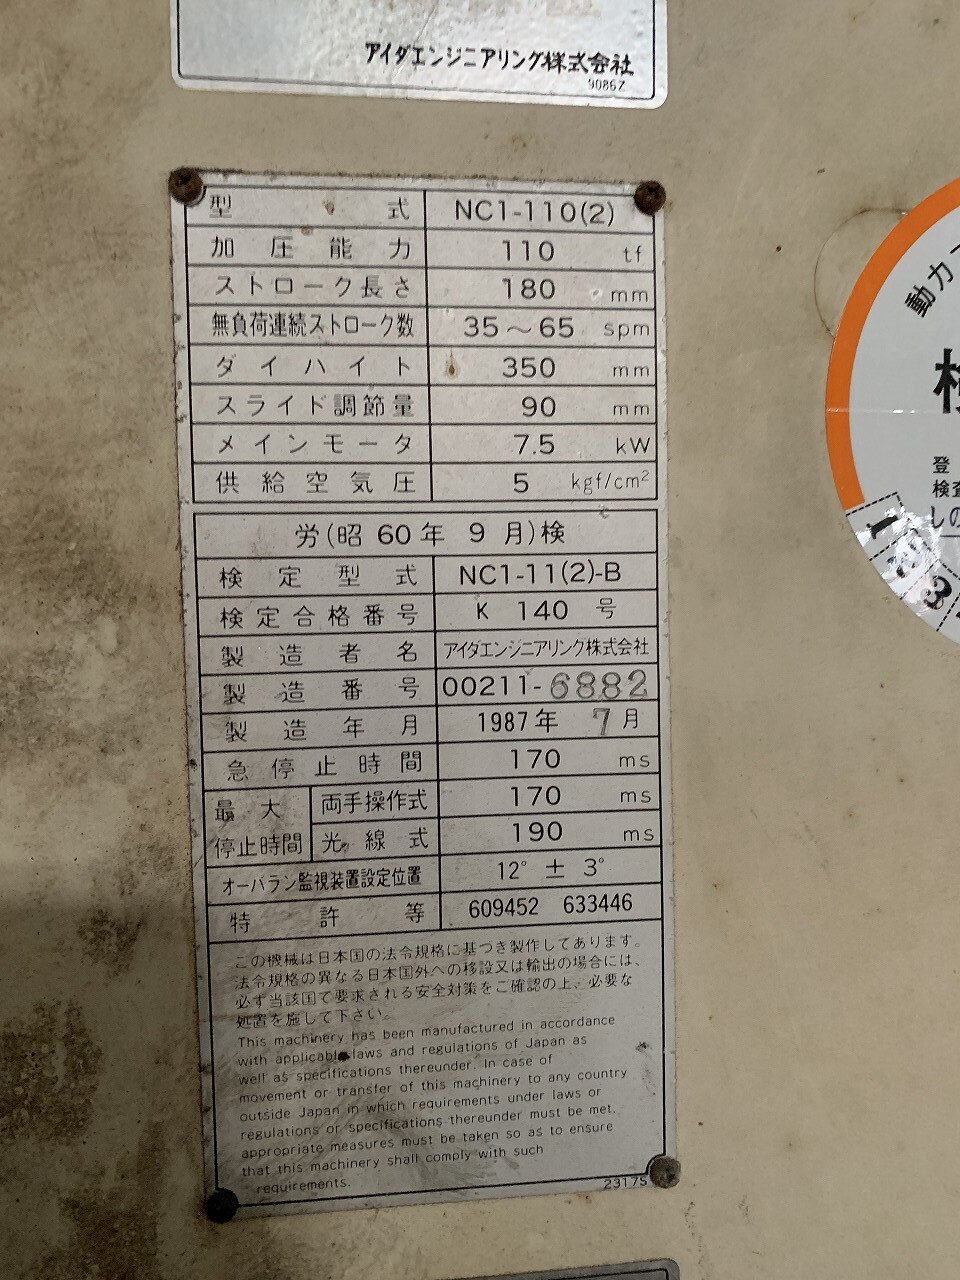 アイダエンジニアリング株式会社
9086Z
型式 NC1-110(2)
加圧能力 110 tf
ストローク長さ 180 mm
無負荷連続ストローク数 35～65 spm
ダイハイト 350 mm
スライド調節量 90 mm
メインモータ 7.5 kW
供給空気圧 5 kgf/cm²
労(昭 60年 9月)検
検定型式 NC1-11(2)-B
検定合格番号 K 140 号
製造者名 アイダエンジニアリング株式会社
製造番号 00211-6882
製造年月 1987年 7月
急停止時間 170 ms
最大停止時間 両手操作式 170 ms
光線式 190 ms
オーバラン監視装置設定位置 12° ± 3°
特許等 609452 633446
この機械は日本国の法令規格に基づき製作してあります。
法令規格の異なる日本国外への移設又は輸出の場合には、
必ず当該国で要求される安全対策をご確認の上、必要な
処置を施して下さい。
This machinery has been manufactured in accordance
with applicable laws and regulations of Japan as
well as specifications thereunder. In case of
movement or transfer of this machinery to any country
outside Japan in which requirements under laws or
regulations or specifications thereunder must be met,
appropriate measures must be taken so as to ensure
that this machinery shall comply with such
requirements.
2317S
動力
検
登
検査
しの
1
3